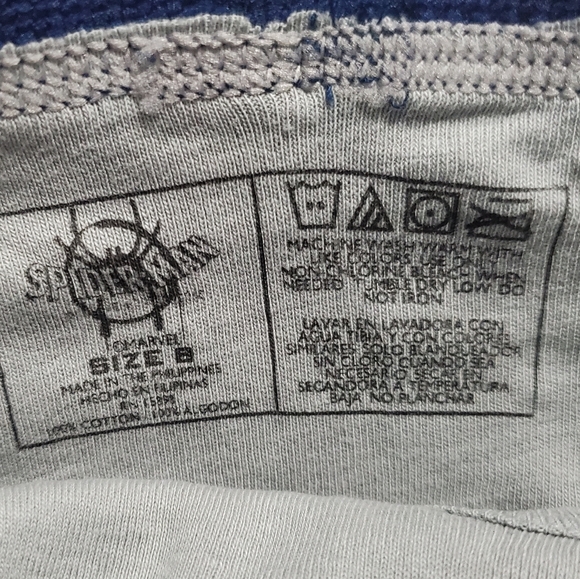 SPIDER-MAN
©MARVEL
SIZE 8
MADE IN THE PHILIPPINES
HECHO EN FILIPINAS
100% COTTON 100% ALGODON
MACHINE WASH WARM WITH
LIKE COLORS. USE ONLY
NON-CHLORINE BLEACH WHEN
NEEDED. TUMBLE DRY LOW. DO
NOT IRON.
LAVAR EN LAVADORA CON
AGUA TIBIA Y CON COLORES
SIMILARES. SOLO BLANQUEADOR
SIN CLORO CUANDO SEA
NECESARIO. SECAR EN
SECANDORA A TEMPERATURA
BAJA. NO PLANCHAR.